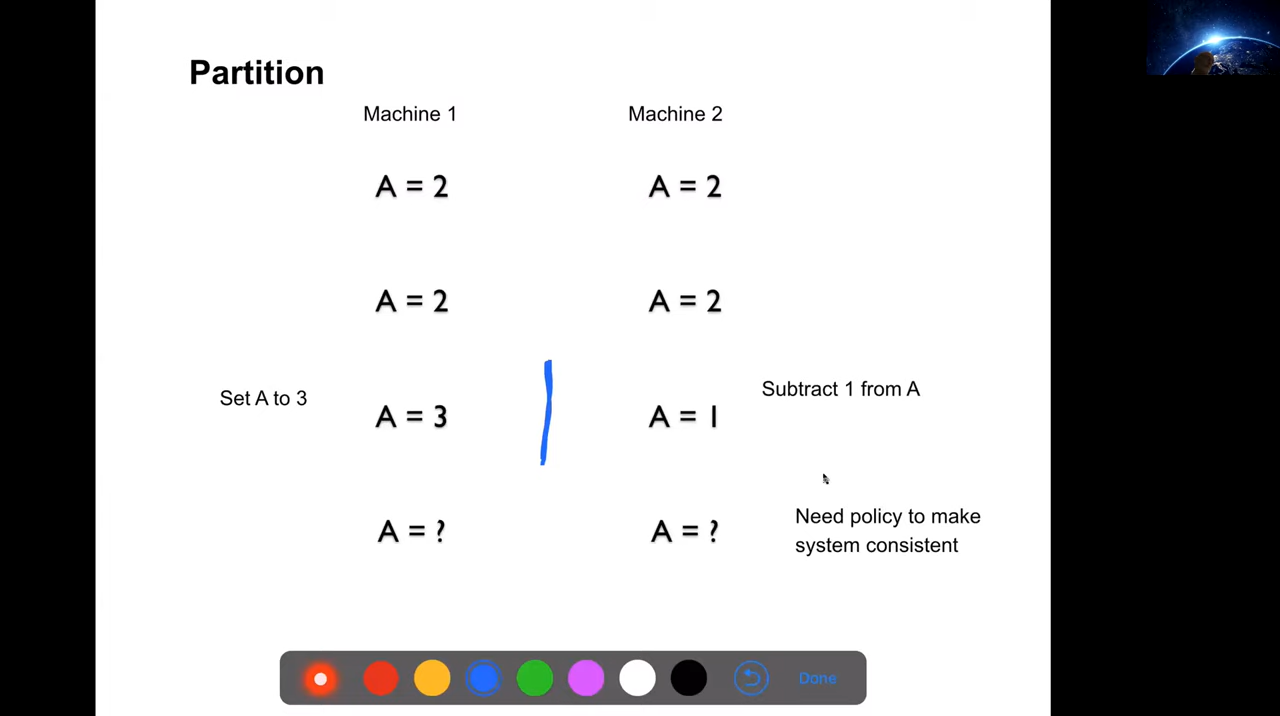 Partition
Machine 1
Machine 2
A = 2
A = 2
A = 2
A = 2
Set A to 3
A = 3
A = 1
Subtract 1 from A
A = ?
A = ?
Need policy to make
system consistent
Done